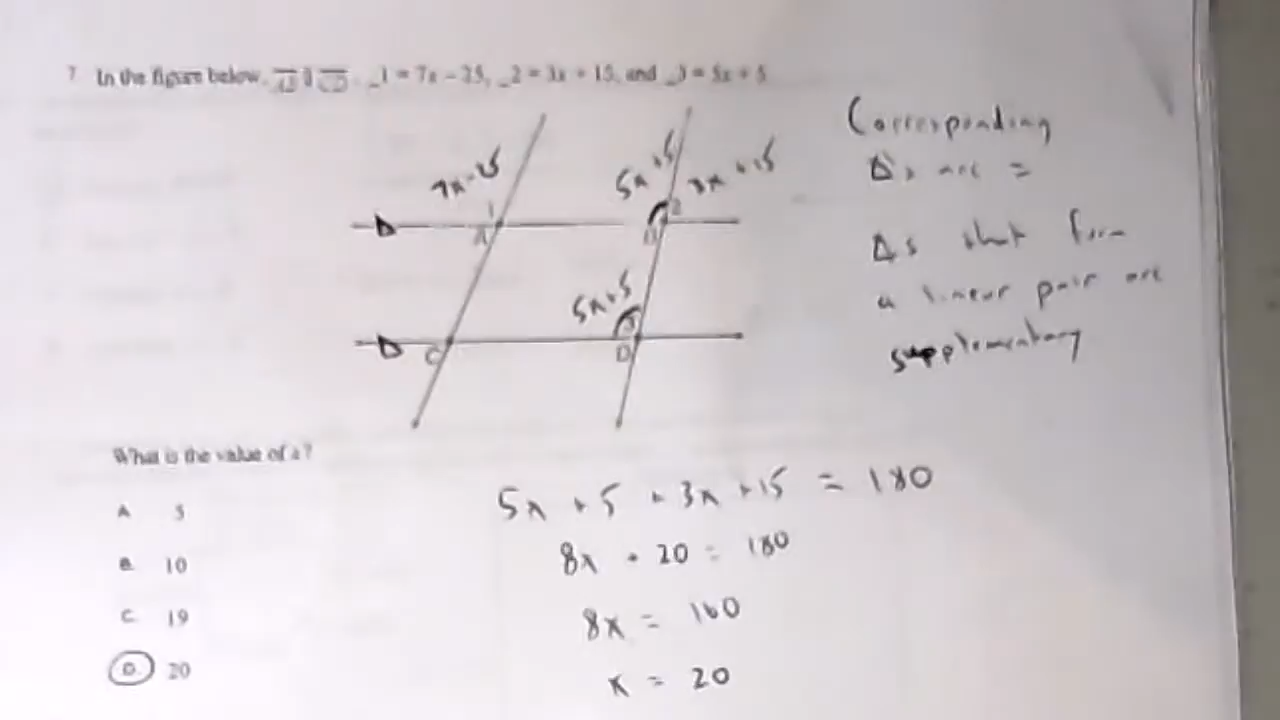 7 In the figure below, AB ∥ CD, ∠1 = 7x − 25, ∠2 = 3x + 15, and ∠3 = 5x + 5
Corresponding
∆s are =
∆s that form
a linear pair are
supplementary
7x − 25
5x + 5
3x + 15
1
2
A
B
5x + 5
3
C
D
What is the value of x?
A. 5
B. 10
C. 19
D. 20
5x + 5 + 3x + 15 = 180
8x + 20 = 180
8x = 160
x = 20